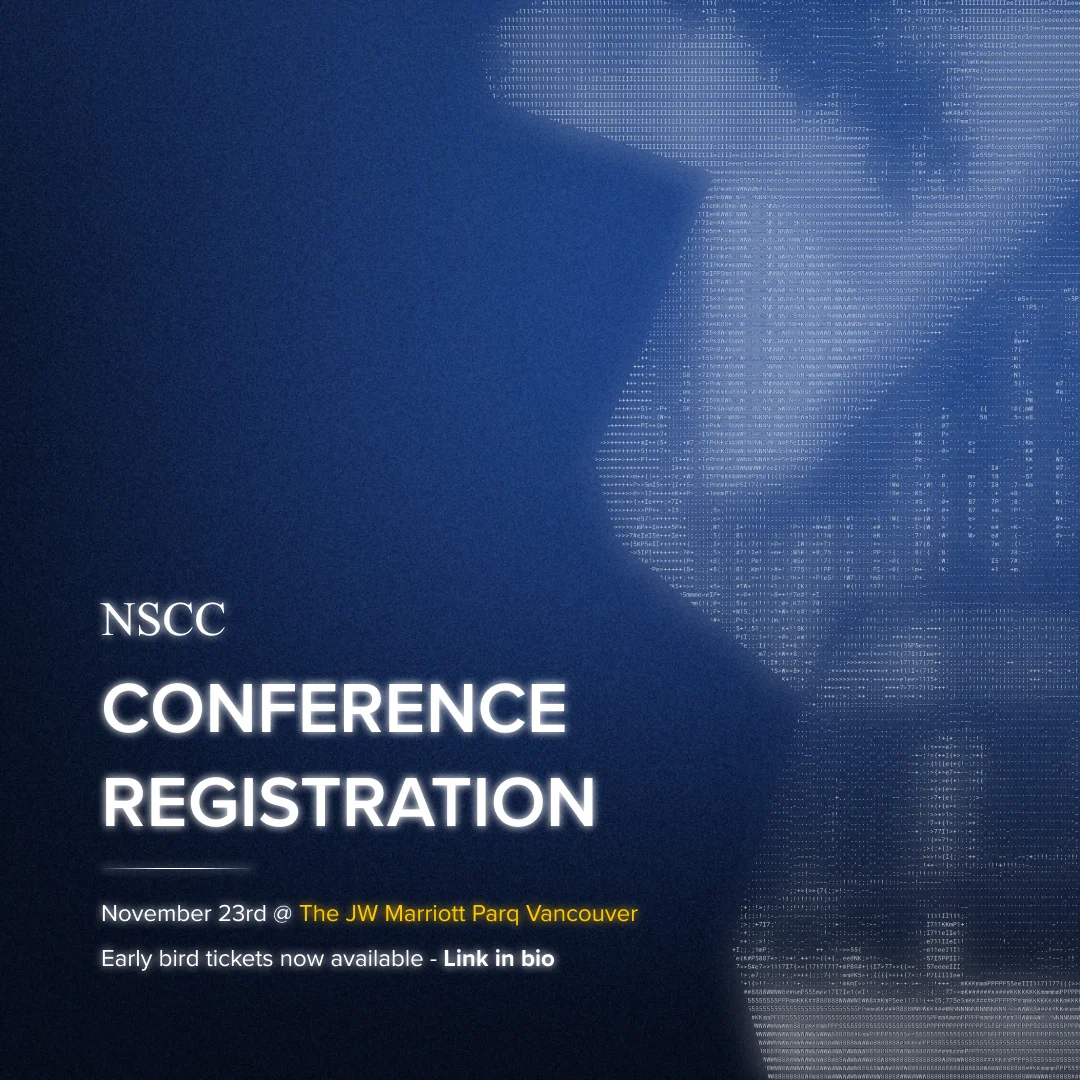 NSCC
CONFERENCE
REGISTRATION
November 23rd @ The JW Marriott Parq Vancouver
Early bird tickets now available - Link in bio